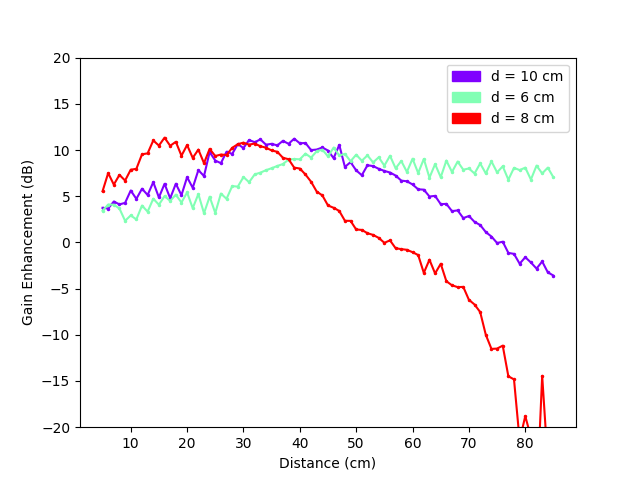 20
15
10
5
0
−5
−10
−15
−20
Gain Enhancement (dB)
d = 10 cm
d = 6 cm
d = 8 cm
10 20 30 40 50 60 70 80
Distance (cm)